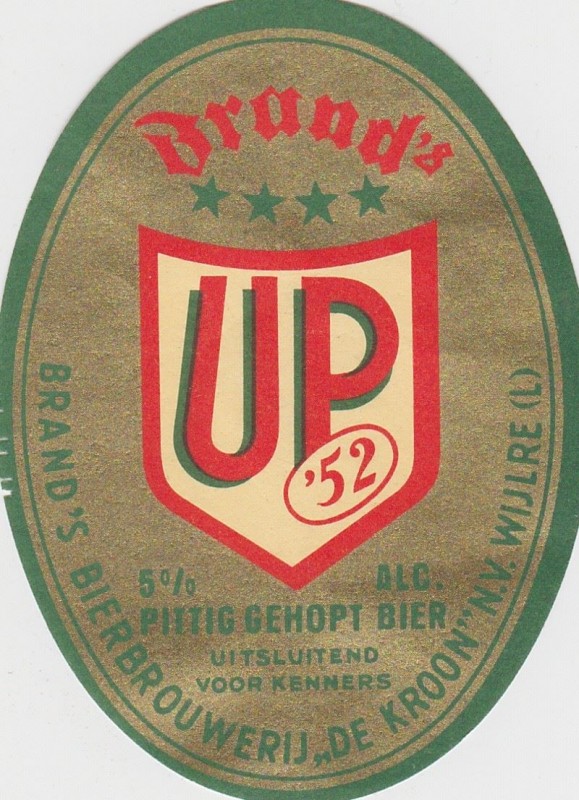 Brand's
UP
'52
5% ALC.
PITTIG GEHOPT BIER
UITSLUITEND
VOOR KENNERS
BRAND'S BIERBROUWERIJ „DE KROON” N.V. WIJLRE (L)